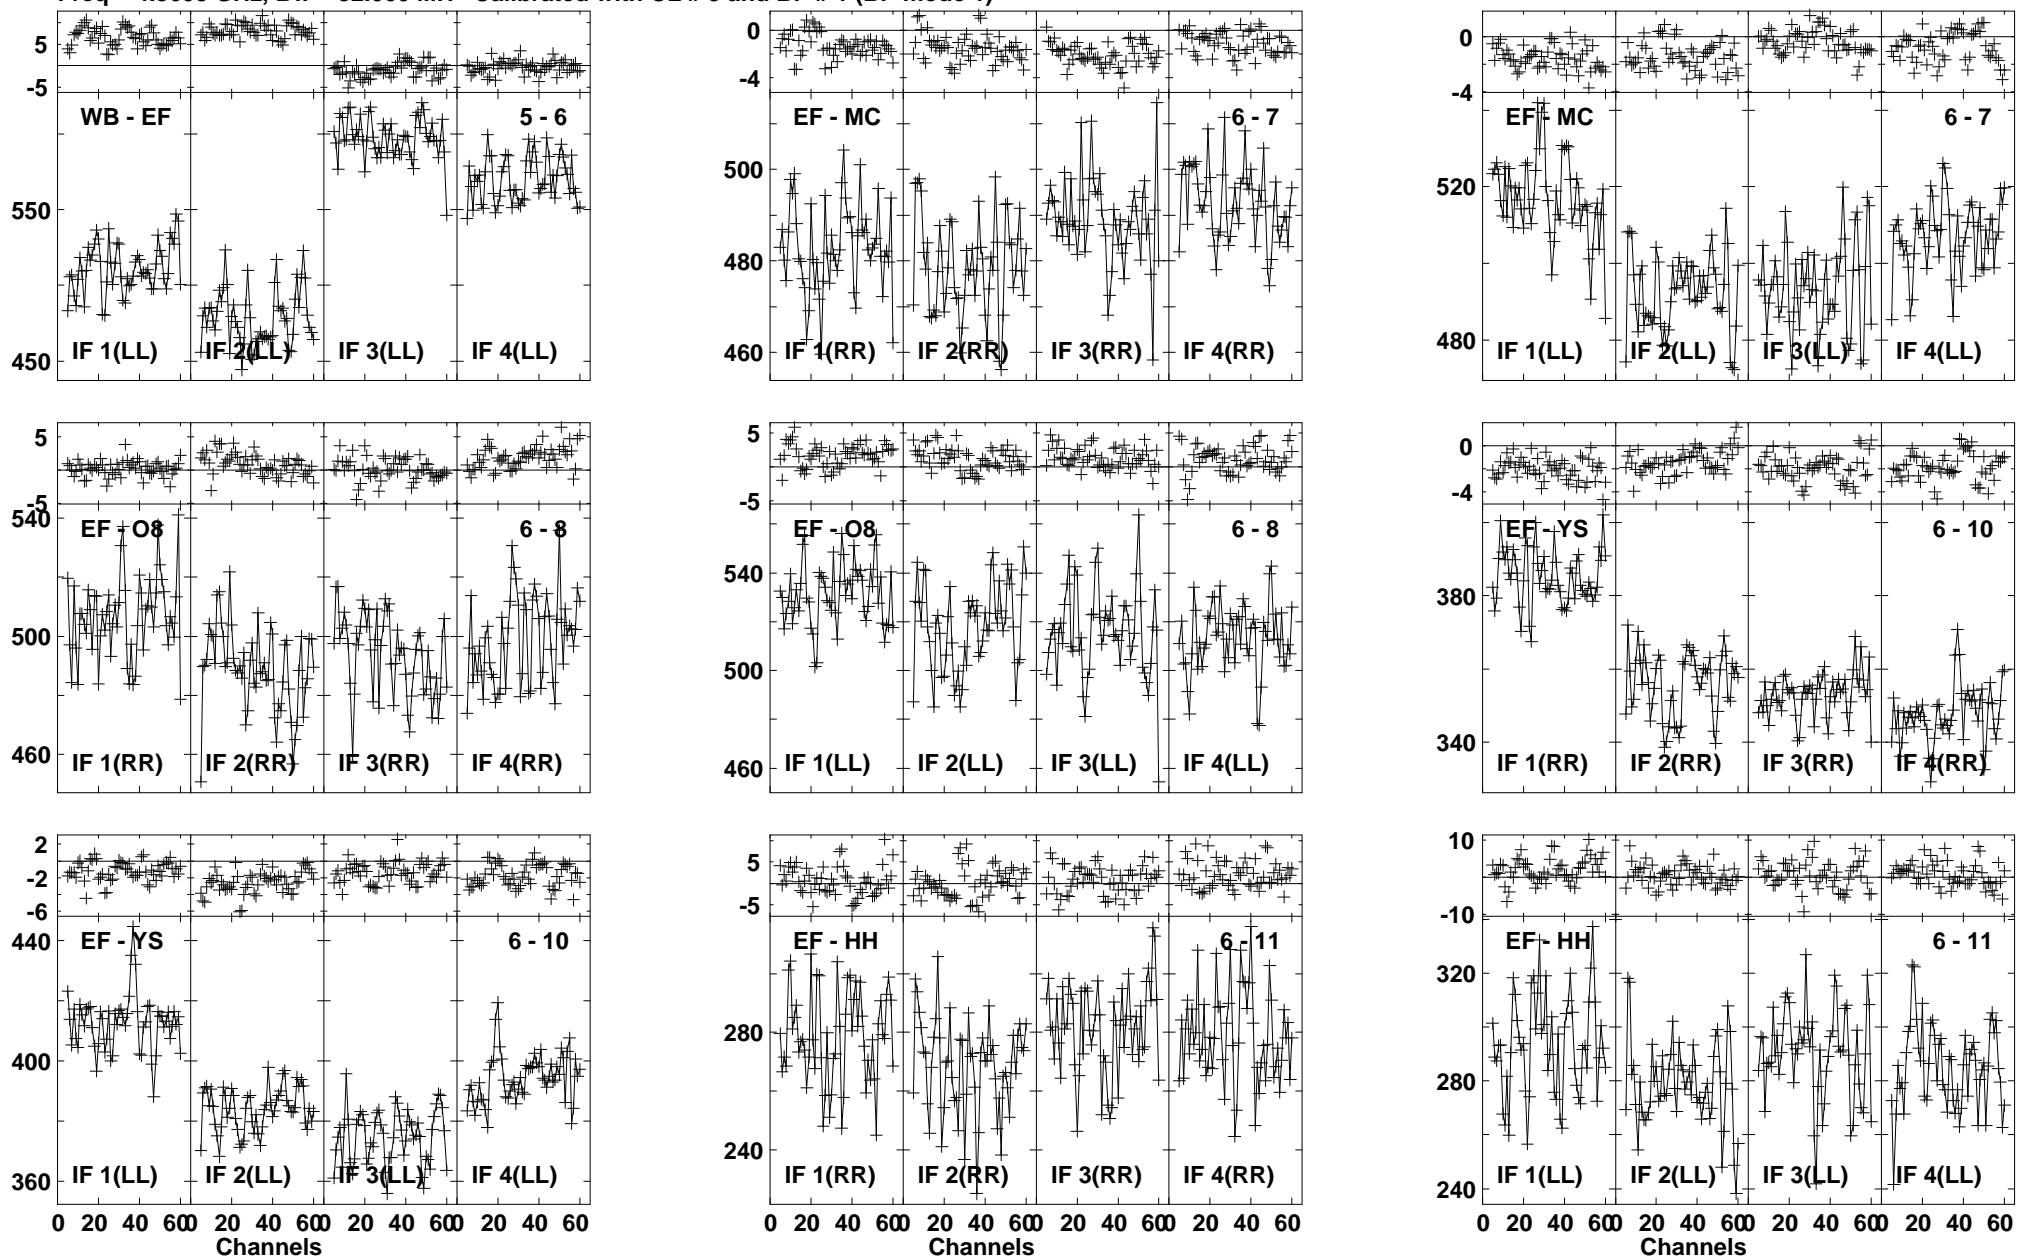 5 0 0
-5 -4 -4
WB - EF 5 - 6 EF - MC 6 - 7 EF - MC 6 - 7
550 500 520
480
450 460 480
IF 1(LL) IF 2(LL) IF 3(LL) IF 4(LL) IF 1(RR) IF 2(RR) IF 3(RR) IF 4(RR) IF 1(LL) IF 2(LL) IF 3(LL) IF 4(LL)
5 5 0
-5 -5 -4
EF - O8 6 - 8 EF - O8 6 - 8 EF - YS 6 - 10
540 540 380
500 500
460 460 340
IF 1(RR) IF 2(RR) IF 3(RR) IF 4(RR) IF 1(LL) IF 2(LL) IF 3(LL) IF 4(LL) IF 1(RR) IF 2(RR) IF 3(RR) IF 4(RR)
2 5 10
-2 0
-6 -5 -10
EF - YS 6 - 10 EF - HH 6 - 11 EF - HH 6 - 11
440 320
400 280 280
360 240 240
IF 1(LL) IF 2(LL) IF 3(LL) IF 4(LL) IF 1(RR) IF 2(RR) IF 3(RR) IF 4(RR) IF 1(LL) IF 2(LL) IF 3(LL) IF 4(LL)
0 20 40 60 0 20 40 60 0 20 40 60 0 20 40 60 0 20 40 60 0 20 40 60 0 20 40 60 0 20 40 60 0 20 40 60 0 20 40 60 0 20 40 60 0 20 40 60
Channels Channels Channels